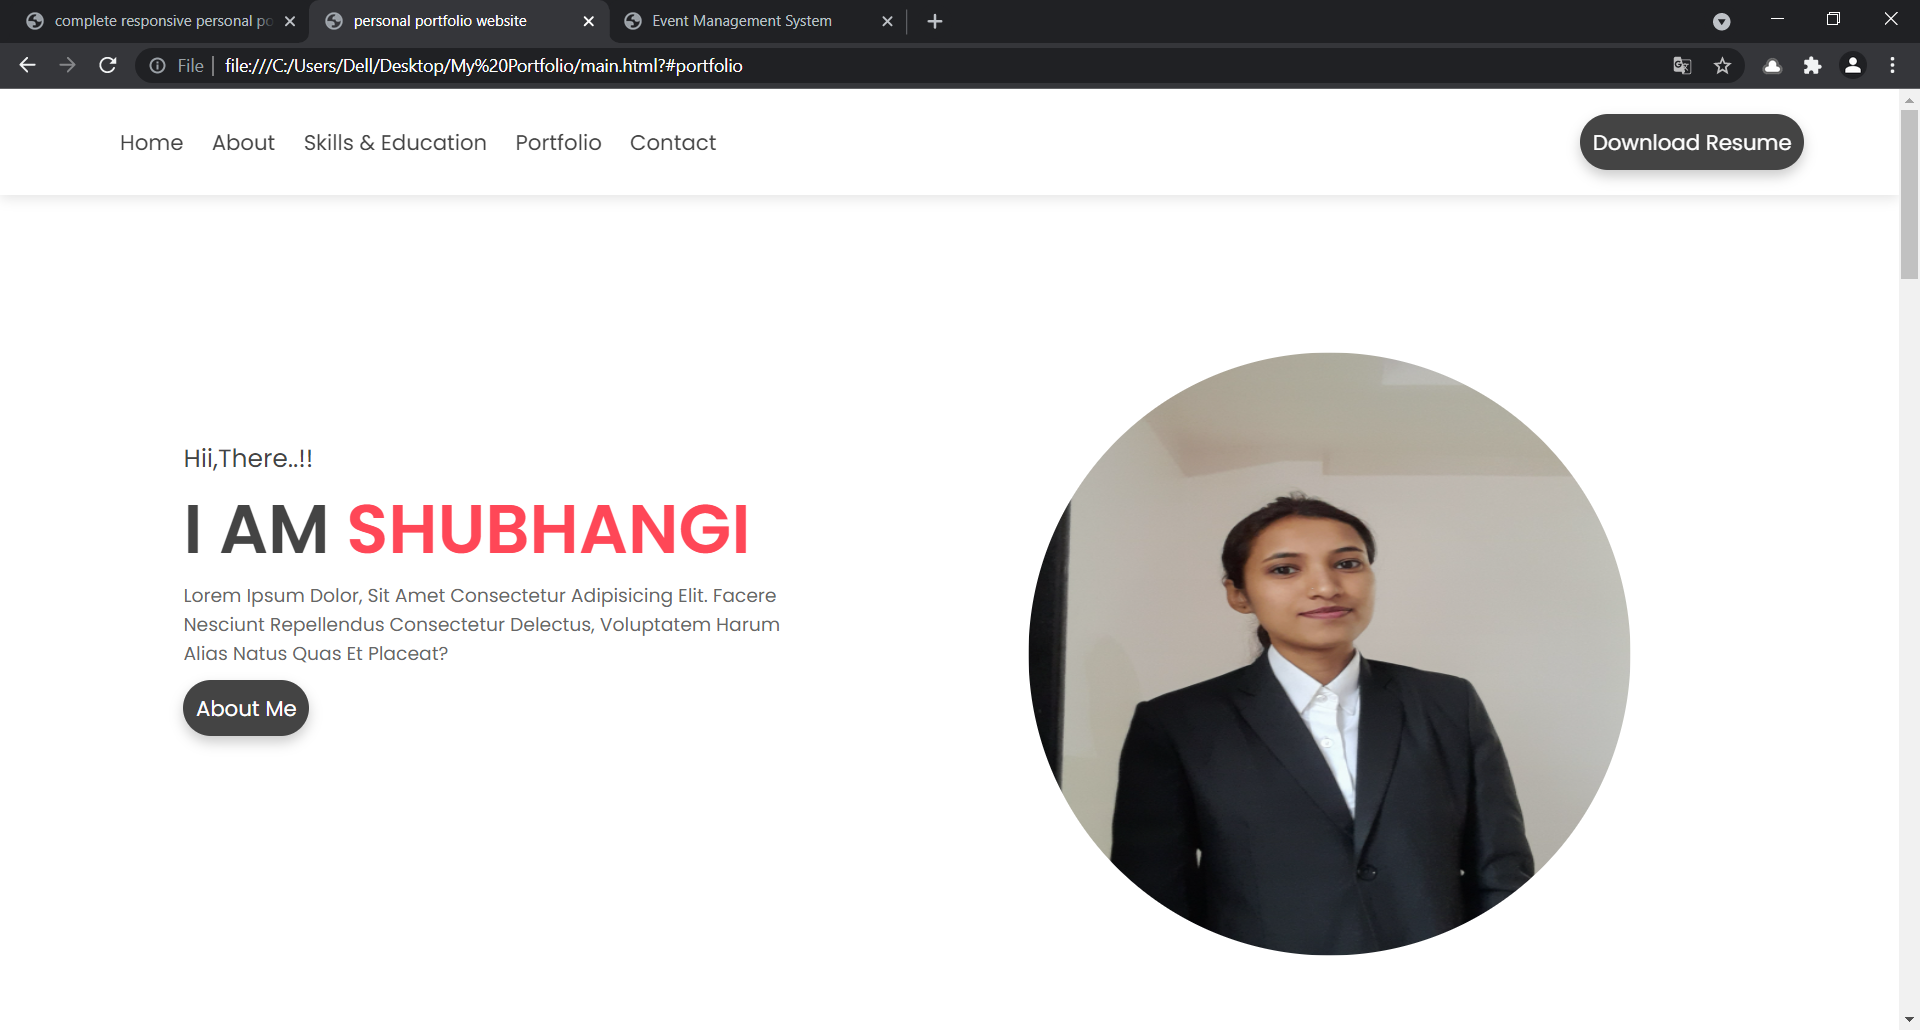 complete responsive personal po
personal portfolio website
Event Management System
File
file:///C:/Users/Dell/Desktop/My%20Portfolio/main.html?#portfolio
Home
About
Skills & Education
Portfolio
Contact
Download Resume
Hii,There..!!
I AM SHUBHANGI
Lorem Ipsum Dolor, Sit Amet Consectetur Adipisicing Elit. Facere
Nesciunt Repellendus Consectetur Delectus, Voluptatem Harum
Alias Natus Quas Et Placeat?
About Me